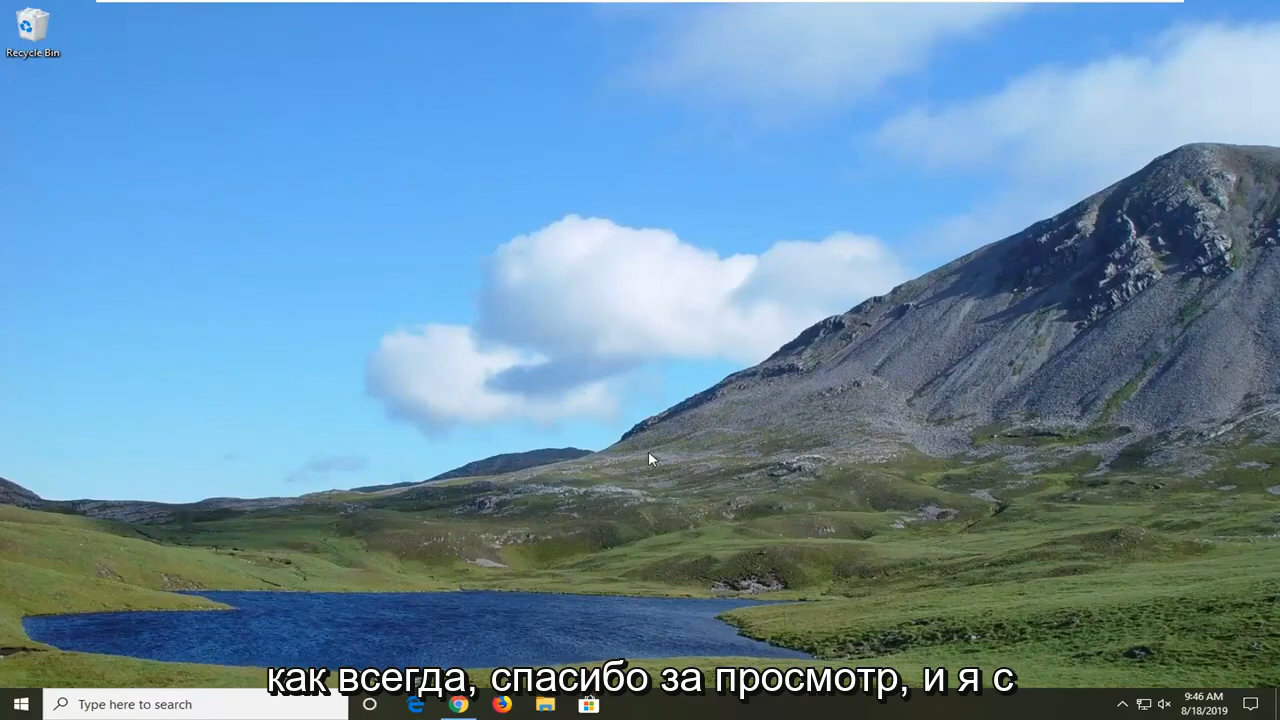 Recycle Bin
как всегда, спасибо за просмотр, и я с
Type here to search
9:46 AM
8/18/2019